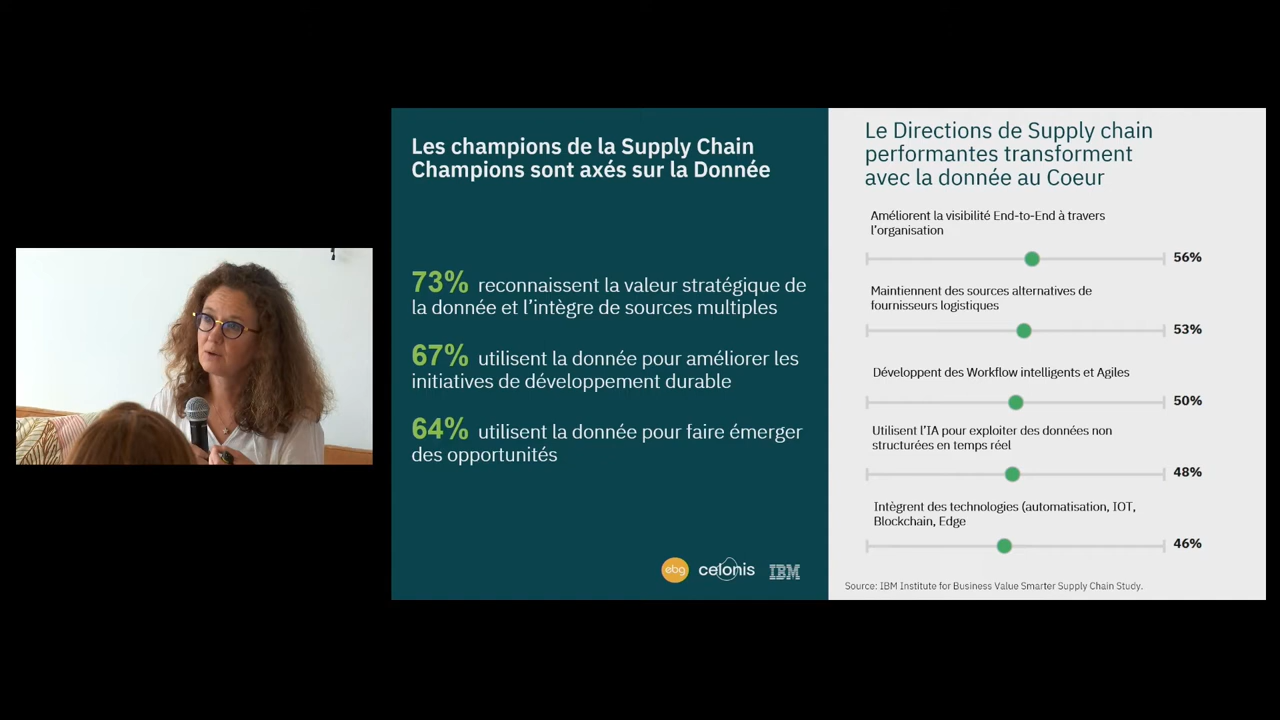 Les champions de la Supply Chain
Champions sont axés sur la Donnée
73% reconnaissent la valeur stratégique de
la donnée et l'intègre de sources multiples
67% utilisent la donnée pour améliorer les
initiatives de développement durable
64% utilisent la donnée pour faire émerger
des opportunités
ebg celonis IBM
Le Directions de Supply chain
performantes transforment
avec la donnée au Coeur
Améliorent la visibilité End-to-End à travers
l'organisation
56%
Maintiennent des sources alternatives de
fournisseurs logistiques
53%
Développent des Workflow intelligents et Agiles
50%
Utilisent l'IA pour exploiter des données non
structurées en temps réel
48%
Intègrent des technologies (automatisation, IOT,
Blockchain, Edge
46%
Source: IBM Institute for Business Value Smarter Supply Chain Study.